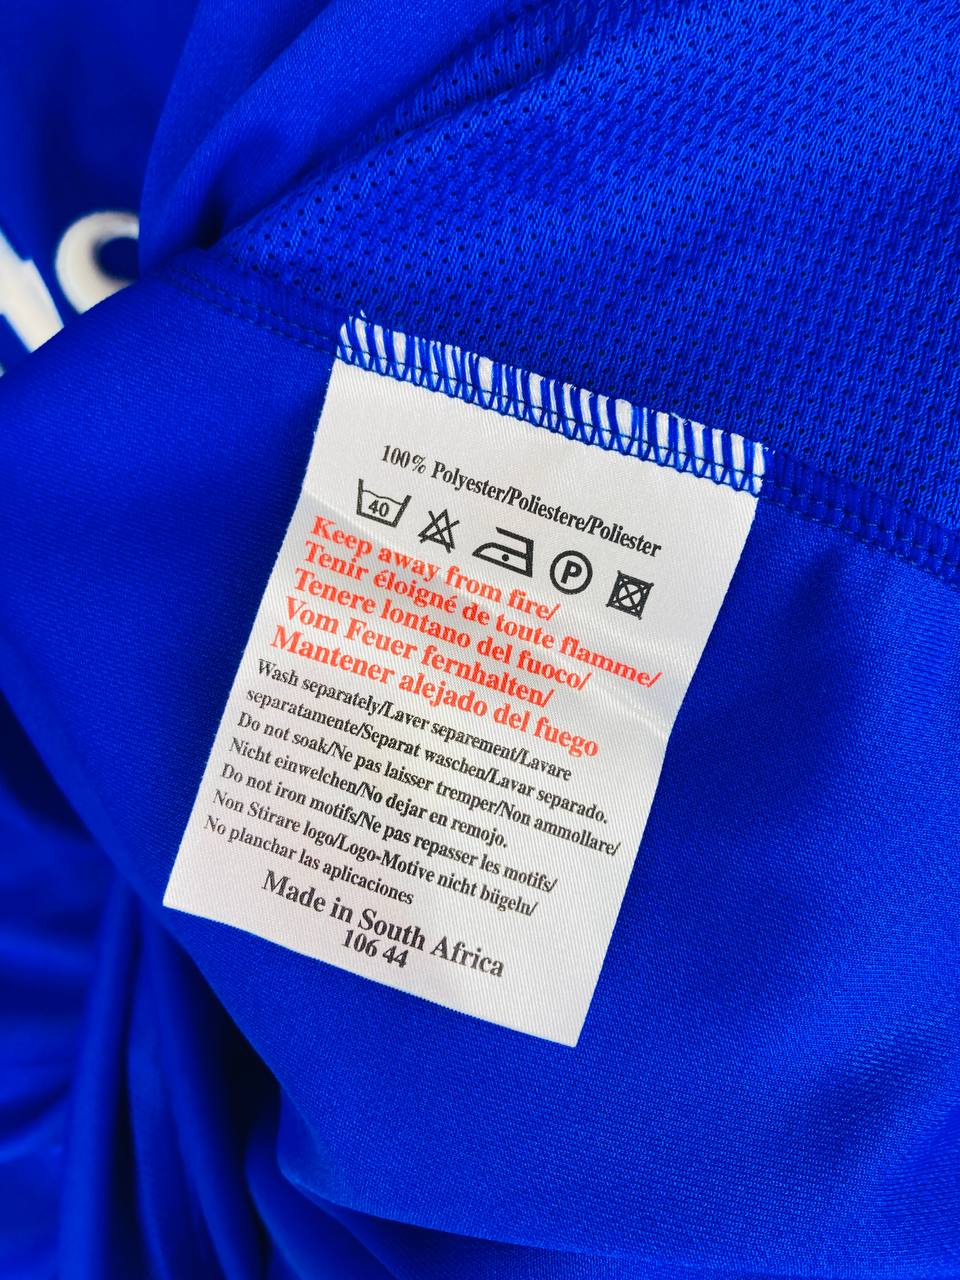 100% Polyester/Poliestere/Poliester
40
P
Keep away from fire/
Tenir éloigné de toute flamme/
Tenere lontano del fuoco/
Vom Feuer fernhalten/
Mantener alejado del fuego
Wash separately/Laver separement/Lavare
separatamente/Separat waschen/Lavar separado.
Do not soak/Ne pas laisser tremper/Non ammollare/
Nicht einweichen/No dejar en remojo.
Do not iron motifs/Ne pas repasser les motifs/
Non Stirare logo/Logo-Motive nicht bügeln/
No planchar las aplicaciones
Made in South Africa
106 44